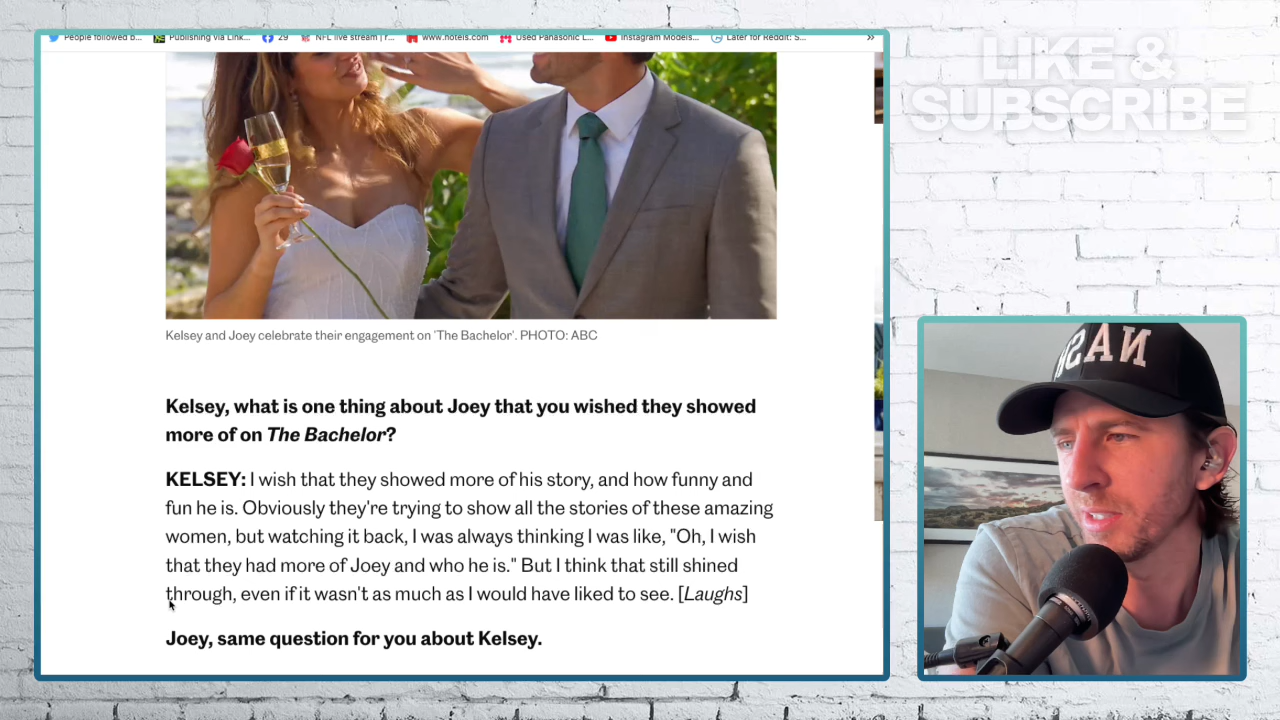 People followed b...
Publishing via Link...
29
NFL live stream | r...
www.hotels.com
Used Panasonic L...
Instagram Models...
Later for Reddit: S...
»
LIKE &
SUBSCRIBE
Kelsey and Joey celebrate their engagement on 'The Bachelor'. PHOTO: ABC
Kelsey, what is one thing about Joey that you wished they showed
more of on The Bachelor?
KELSEY: I wish that they showed more of his story, and how funny and
fun he is. Obviously they're trying to show all the stories of these amazing
women, but watching it back, I was always thinking I was like, "Oh, I wish
that they had more of Joey and who he is." But I think that still shined
through, even if it wasn't as much as I would have liked to see. [Laughs]
Joey, same question for you about Kelsey.
NASH